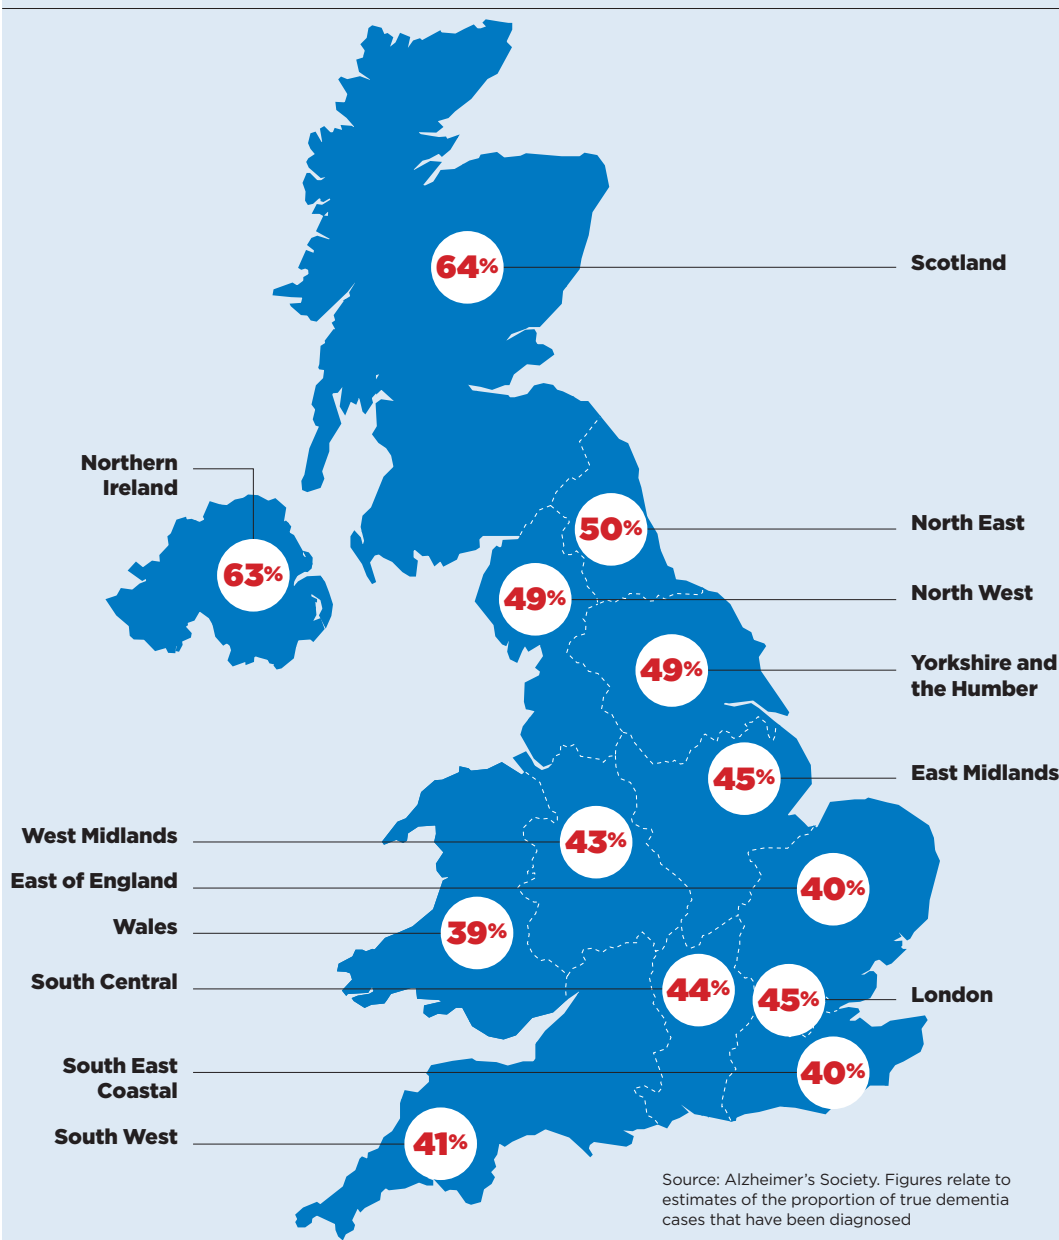 64%
Scotland
Northern
Ireland
63%
50%
North East
49%
North West
49%
Yorkshire and
the Humber
45%
East Midlands
West Midlands
43%
East of England
40%
Wales
39%
South Central
44%
45%
London
South East
Coastal
40%
South West
41%
Source: Alzheimer’s Society. Figures relate to
estimates of the proportion of true dementia
cases that have been diagnosed